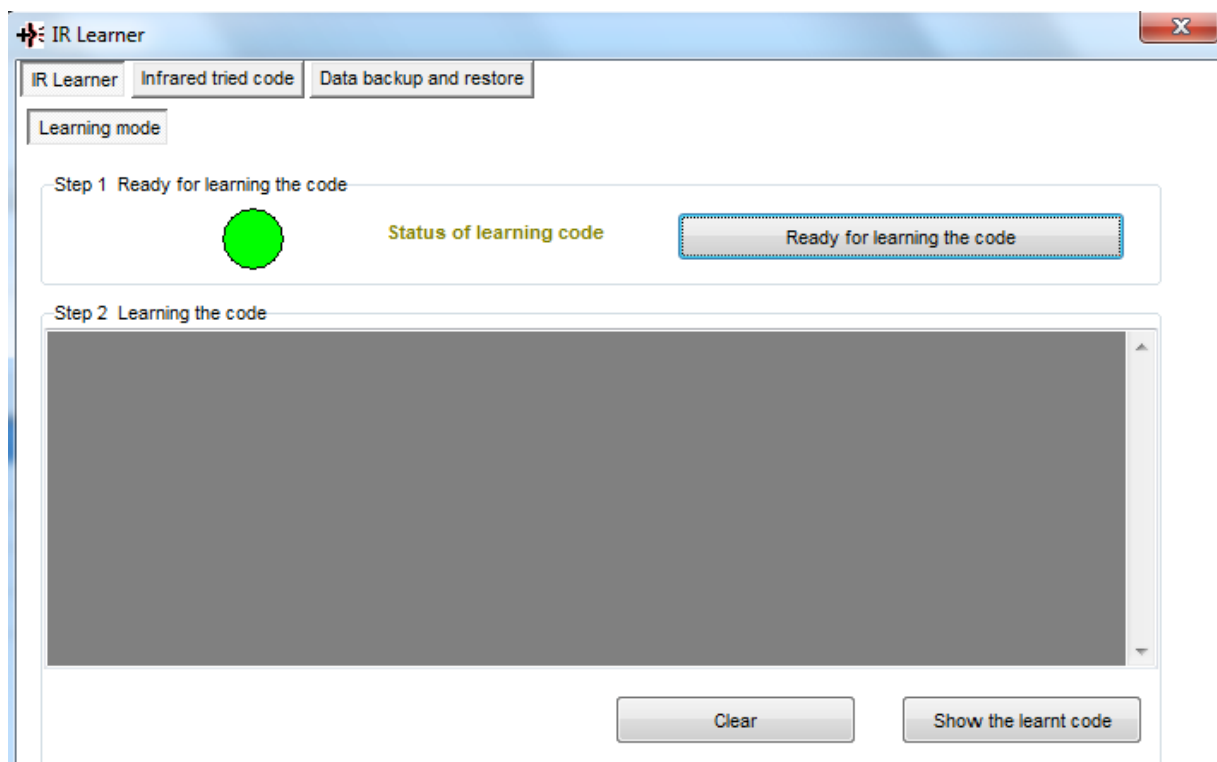 IR Learner
IR Learner Infrared tried code Data backup and restore
Learning mode
Step 1 Ready for learning the code
Status of learning code Ready for learning the code
Step 2 Learning the code
Clear Show the learnt code